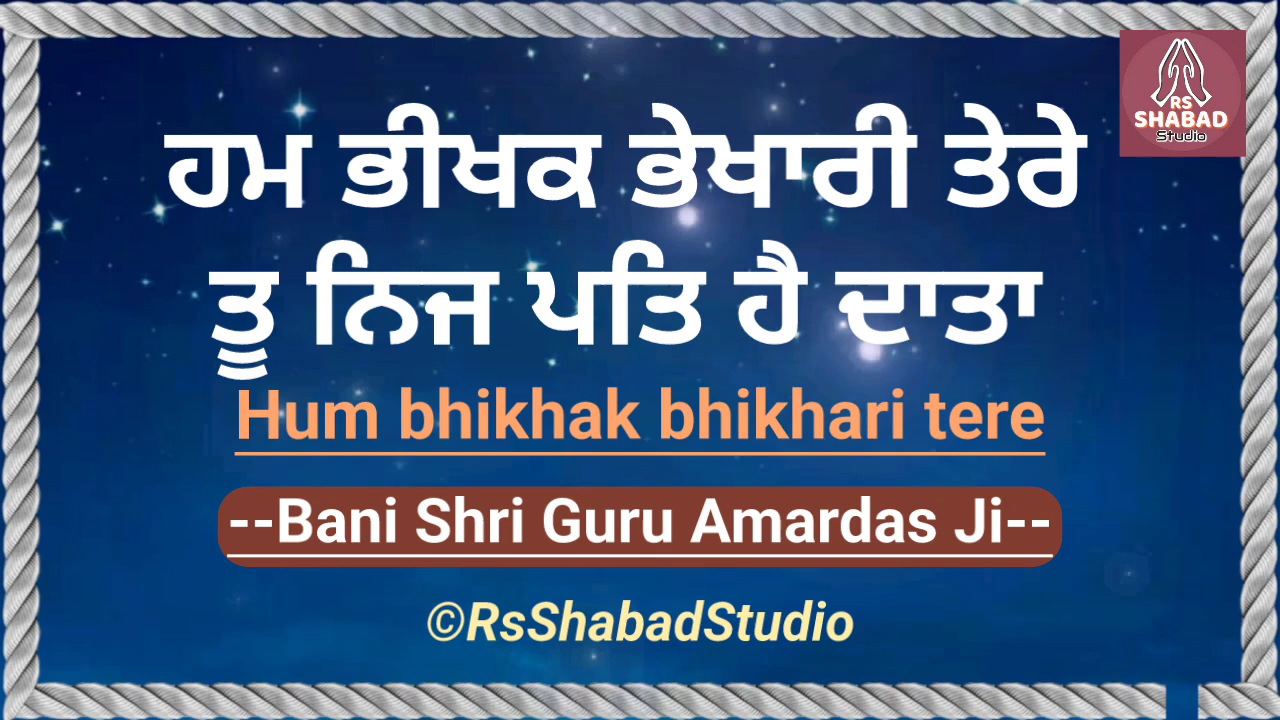 RS
SHABAD
Studio
ਹਮ ਭੀਖਕ ਭੇਖਾਰੀ ਤੇਰੇ
ਤੂ ਨਿਜ ਪਤਿ ਹੈ ਦਾਤਾ
Hum bhikhak bhikhari tere
--Bani Shri Guru Amardas Ji--
©RsShabadStudio